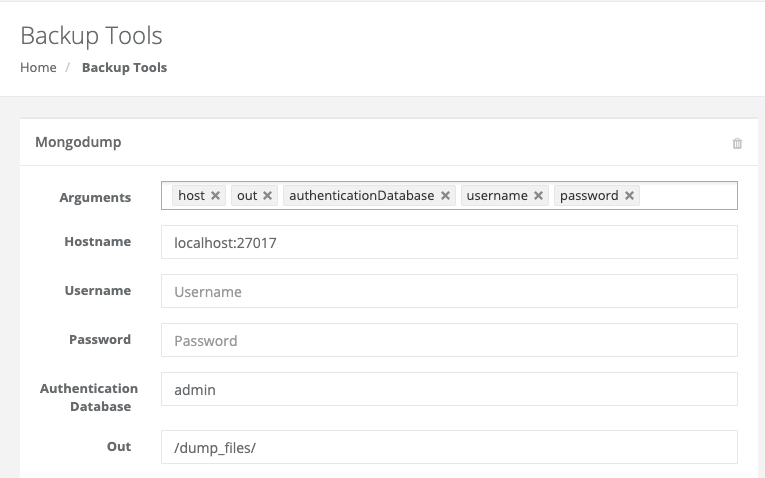 Backup Tools
Home / Backup Tools
Mongodump
Arguments host × out × authenticationDatabase × username × password ×
Hostname localhost:27017
Username Username
Password Password
Authentication Database admin
Out /dump_files/